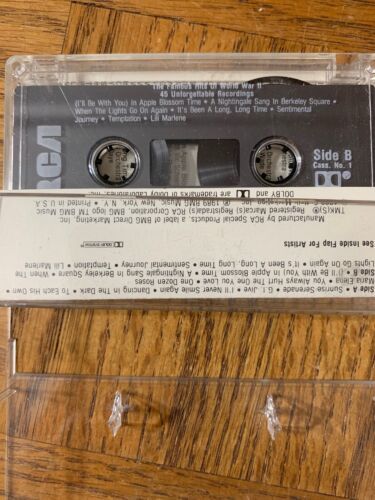 The Famous Hits Of World War II
45 Unforgettable Recordings
(I'll Be With You) In Apple Blossom Time • A Nightingale Sang In Berkeley Square •
When The Lights Go On Again • It's Been A Long, Long Time • Sentimental
Journey • Temptation • Lili Marlene
RCA
Side B
Cass. No. 1
Side A Sunrise Serenade • G.I. Jive • I'll Never Smile Again • Dancing In The Dark • To Each His Own •
Maria Elena • You Always Hurt The One You Love • One Dozen Roses
Side B (I'll Be With You) In Apple Blossom Time • A Nightingale Sang In Berkeley Square • When The
Lights Go On Again • It's Been A Long, Long Time • Sentimental Journey • Temptation • Lili Marlene
See Inside Flap For Artists
Manufactured by RCA Special Products, a label of BMG Direct Marketing,
TMK(S) ® Registered Marca(s) Registrada(s) RCA Corporation. BMG logo TM BMG Music
1989 BMG Music, New York, N.Y. • Printed in U.S.A.
DOLBY and are trademarks of Dolby Laboratories, Inc.